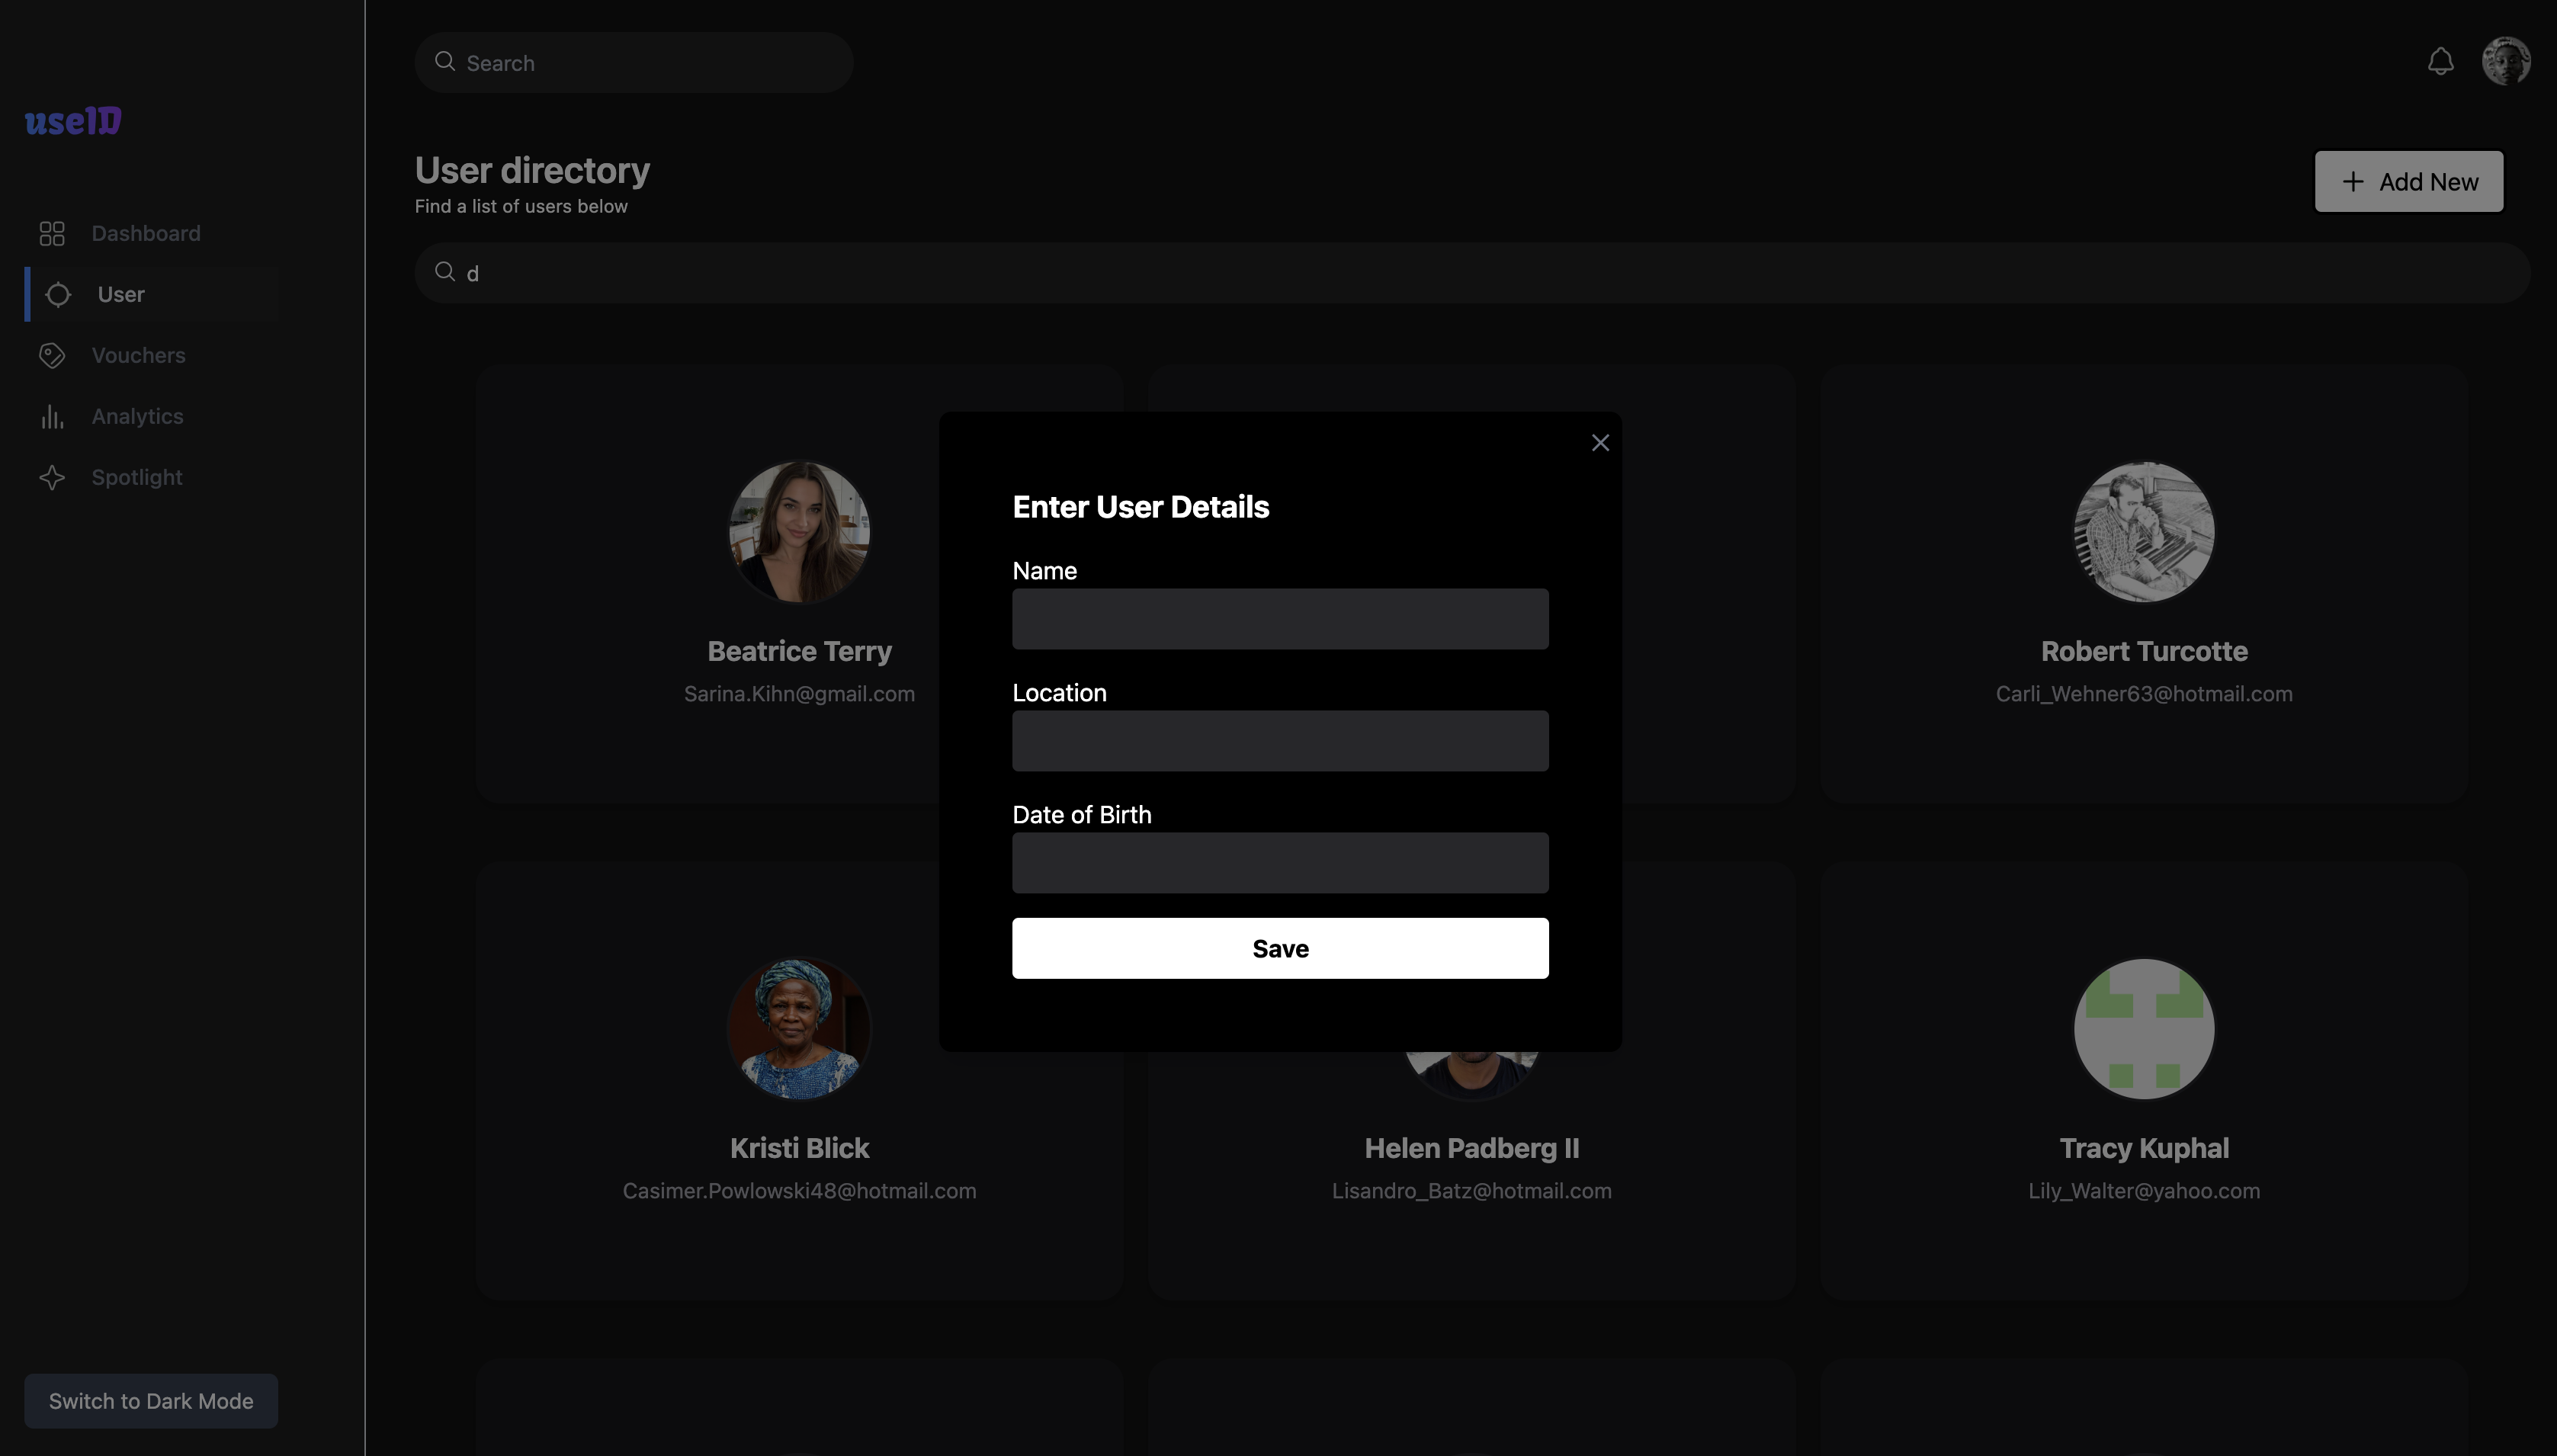 Search
useID
User directory
Find a list of users below
Add New
Dashboard
d
User
Vouchers
Analytics
Spotlight
Enter User Details
Name
Location
Date of Birth
Save
Beatrice Terry
Sarina.Kihn@gmail.com
Robert Turcotte
Carli_Wehner63@hotmail.com
Kristi Blick
Casimer.Powlowski48@hotmail.com
Helen Padberg II
Lisandro_Batz@hotmail.com
Tracy Kuphal
Lily_Walter@yahoo.com
Switch to Dark Mode